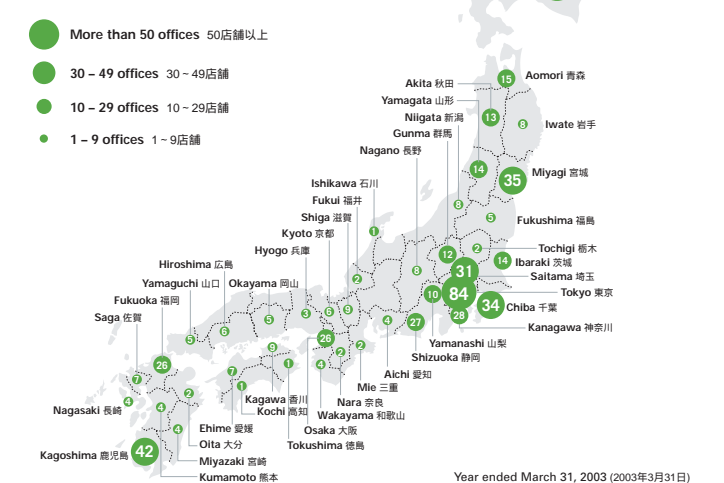 More than 50 offices 50店舗以上
30 – 49 offices 30 ~ 49店舗
10 – 29 offices 10 ~ 29店舗
1 – 9 offices 1 ~ 9店舗
15
Aomori 青森
Akita 秋田
13
Yamagata 山形
Niigata 新潟
8
Iwate 岩手
Gunma 群馬
Nagano 長野
14
Miyagi 宮城
35
Ishikawa 石川
Fukui 福井
8
Shiga 滋賀
5
Fukushima 福島
Kyoto 京都
1
Hyogo 兵庫
2
Tochigi 栃木
12
14
Ibaraki 茨城
Hiroshima 広島
8
31
Saitama 埼玉
Yamaguchi 山口
Okayama 岡山
2
84
Tokyo 東京
10
Fukuoka 福岡
34
Chiba 千葉
3
6
9
Saga 佐賀
5
4
27
28
Kanagawa 神奈川
6
5
26
Yamanashi 山梨
9
2
2
Shizuoka 静岡
26
1
4
7
7
Aichi 愛知
1
Mie 三重
2
4
4
Kagawa 香川
Nara 奈良
Nagasaki 長崎
Kochi 高知
Wakayama 和歌山
4
Ehime 愛媛
Osaka 大阪
Oita 大分
Tokushima 徳島
42
Kagoshima 鹿児島
Miyazaki 宮崎
Kumamoto 熊本
Year ended March 31, 2003 (2003年3月31日)